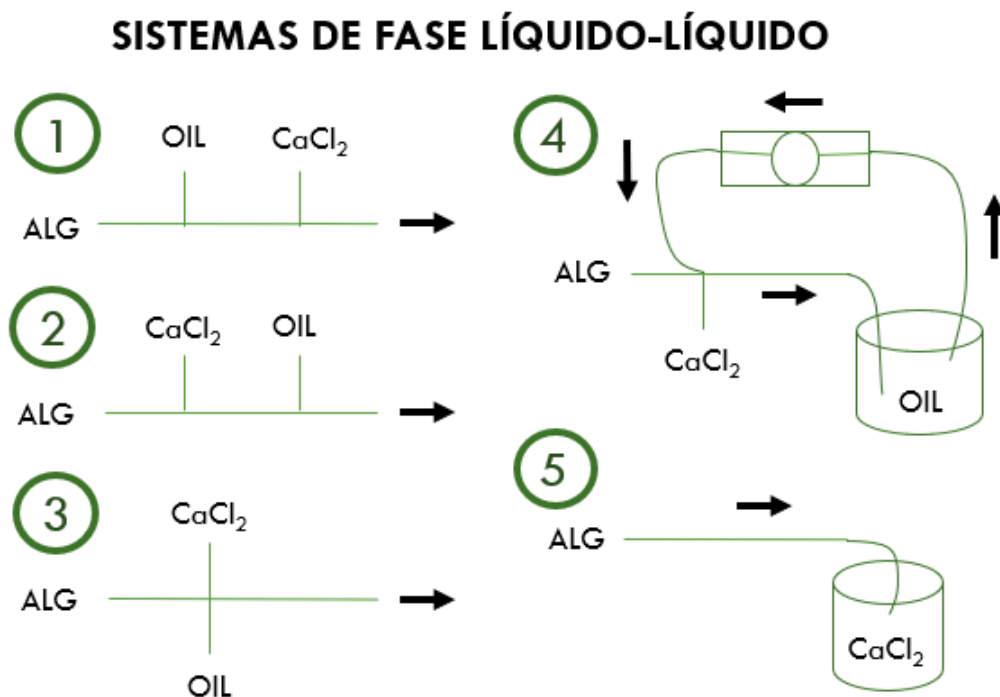 SISTEMAS DE FASE LÍQUIDO-LÍQUIDO
1
OIL
CaCl₂
ALG
2
CaCl₂
OIL
ALG
3
CaCl₂
ALG
OIL
4
ALG
CaCl₂
OIL
5
ALG
CaCl₂